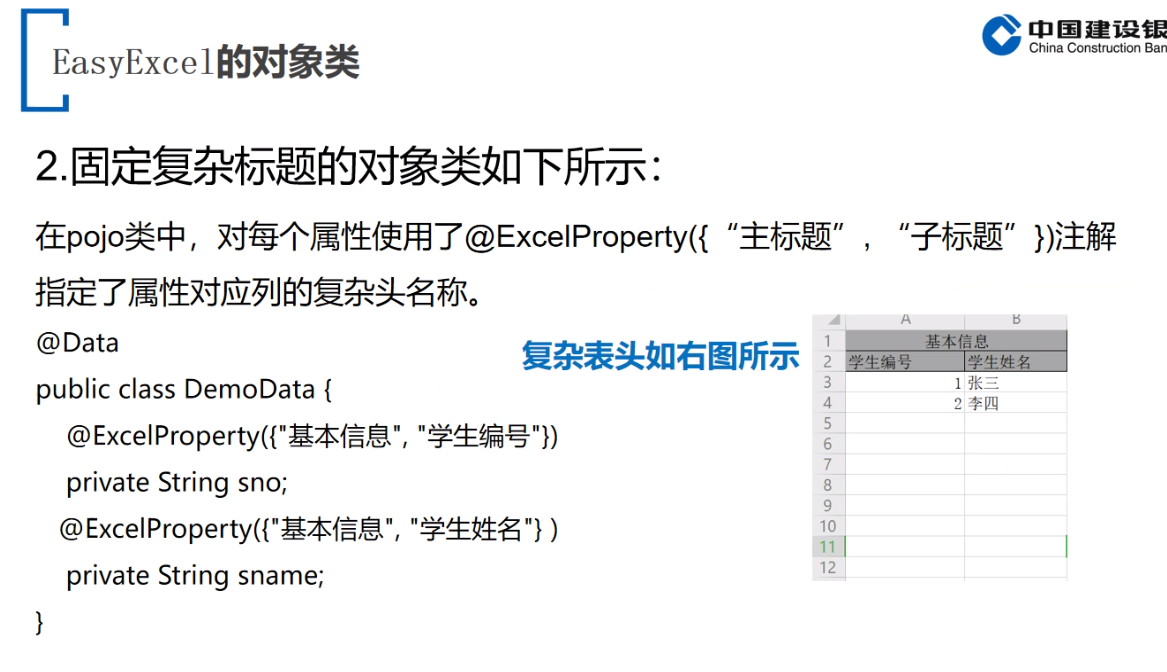 EasyExcel的对象类
中国建设银
China Construction Ban
2.固定复杂标题的对象类如下所示：
在pojo类中，对每个属性使用了@ExcelProperty({“主标题”,“子标题”})注解
指定了属性对应列的复杂头名称。
@Data
public class DemoData {
@ExcelProperty({"基本信息", "学生编号"})
private String sno;
@ExcelProperty({"基本信息", "学生姓名"} )
private String sname;
}
复杂表头如右图所示
A B
1 基本信息
2 学生编号 学生姓名
3 1 张三
4 2 李四
5
6
7
8
9
10
11
12